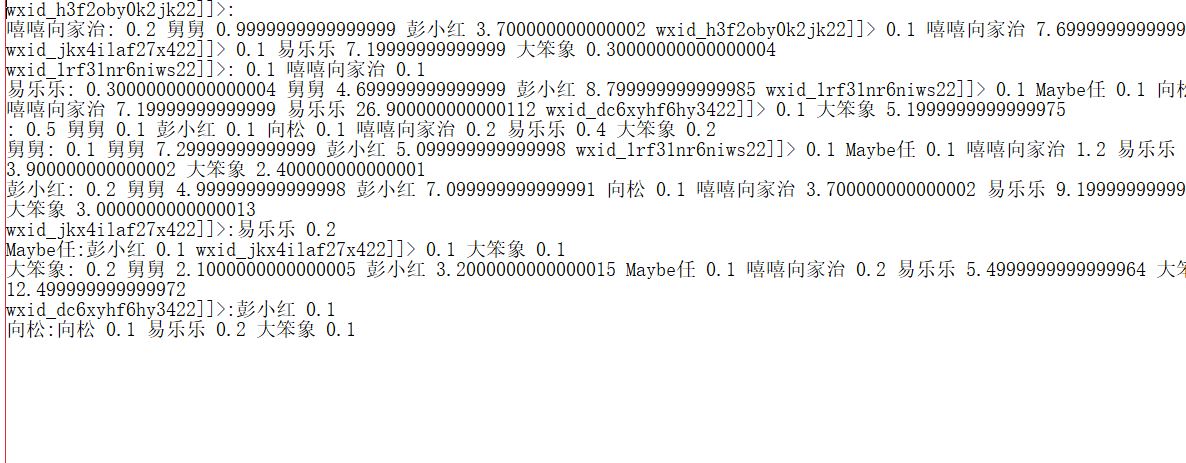 wxid_h3f2oby0k2jk22]]>:
嘻嘻向家治: 0.2 舅舅 0.9999999999999999 彭小红 3.700000000000002 wxid_h3f2oby0k2jk22]]> 0.1 嘻嘻向家治 7.6999999999999
wxid_jkx4ilaf27x422]]> 0.1 易乐乐 7.19999999999999 大笨象 0.30000000000000004
wxid_1rf31nr6niws22]]>: 0.1 嘻嘻向家治 0.1
易乐乐: 0.30000000000000004 舅舅 4.699999999999999 彭小红 8.799999999999985 wxid_1rf31nr6niws22]]> 0.1 Maybe任 0.1 向松
嘻嘻向家治 7.19999999999999 易乐乐 26.900000000000112 wxid_dc6xyhf6hy3422]]> 0.1 大笨象 5.1999999999999975
: 0.5 舅舅 0.1 彭小红 0.1 向松 0.1 嘻嘻向家治 0.2 易乐乐 0.4 大笨象 0.2
舅舅: 0.1 舅舅 7.29999999999999 彭小红 5.099999999999998 wxid_1rf31nr6niws22]]> 0.1 Maybe任 0.1 嘻嘻向家治 1.2 易乐乐
3.900000000000002 大笨象 2.400000000000001
彭小红: 0.2 舅舅 4.999999999999998 彭小红 7.099999999999991 向松 0.1 嘻嘻向家治 3.700000000000002 易乐乐 9.199999999999
大笨象 3.0000000000000013
wxid_jkx4ilaf27x422]]>:易乐乐 0.2
Maybe任:彭小红 0.1 wxid_jkx4ilaf27x422]]> 0.1 大笨象 0.1
大笨象: 0.2 舅舅 2.1000000000000005 彭小红 3.2000000000000015 Maybe任 0.1 嘻嘻向家治 0.2 易乐乐 5.4999999999999964 大笨
12.499999999999972
wxid_dc6xyhf6hy3422]]>:彭小红 0.1
向松:向松 0.1 易乐乐 0.2 大笨象 0.1